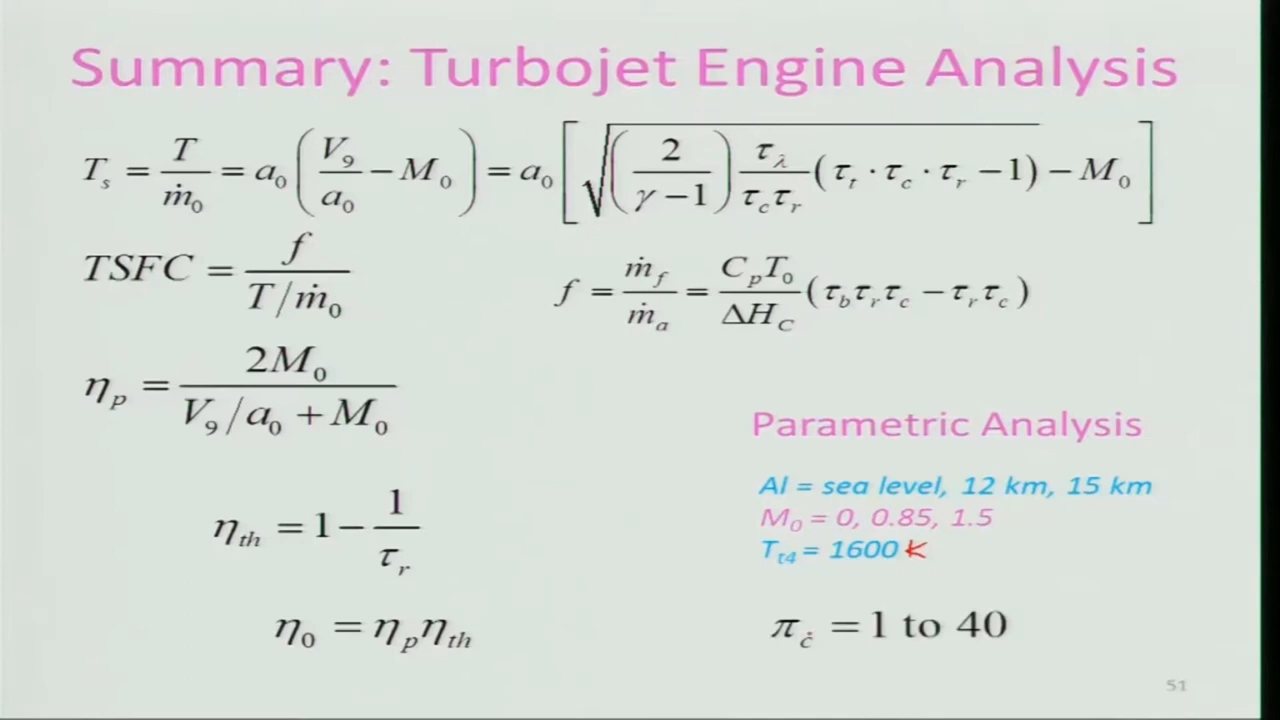 Summary: Turbojet Engine Analysis
T_s = T/ṁ_0 = a_0 (V_9/a_0 − M_0) = a_0 [√((2/(γ−1)) (τ_λ/(τ_c τ_r)) (τ_t · τ_c · τ_r − 1)) − M_0]
TSFC = f/(T/ṁ_0)
f = ṁ_f/ṁ_a = (C_p T_0/ΔH_C) (τ_b τ_r τ_c − τ_r τ_c)
η_p = 2M_0/(V_9/a_0 + M_0)
Parametric Analysis
Al = sea level, 12 km, 15 km
M_0 = 0, 0.85, 1.5
T_t4 = 1600 K
η_th = 1 − 1/τ_r
η_0 = η_p η_th
π_c = 1 to 40
51